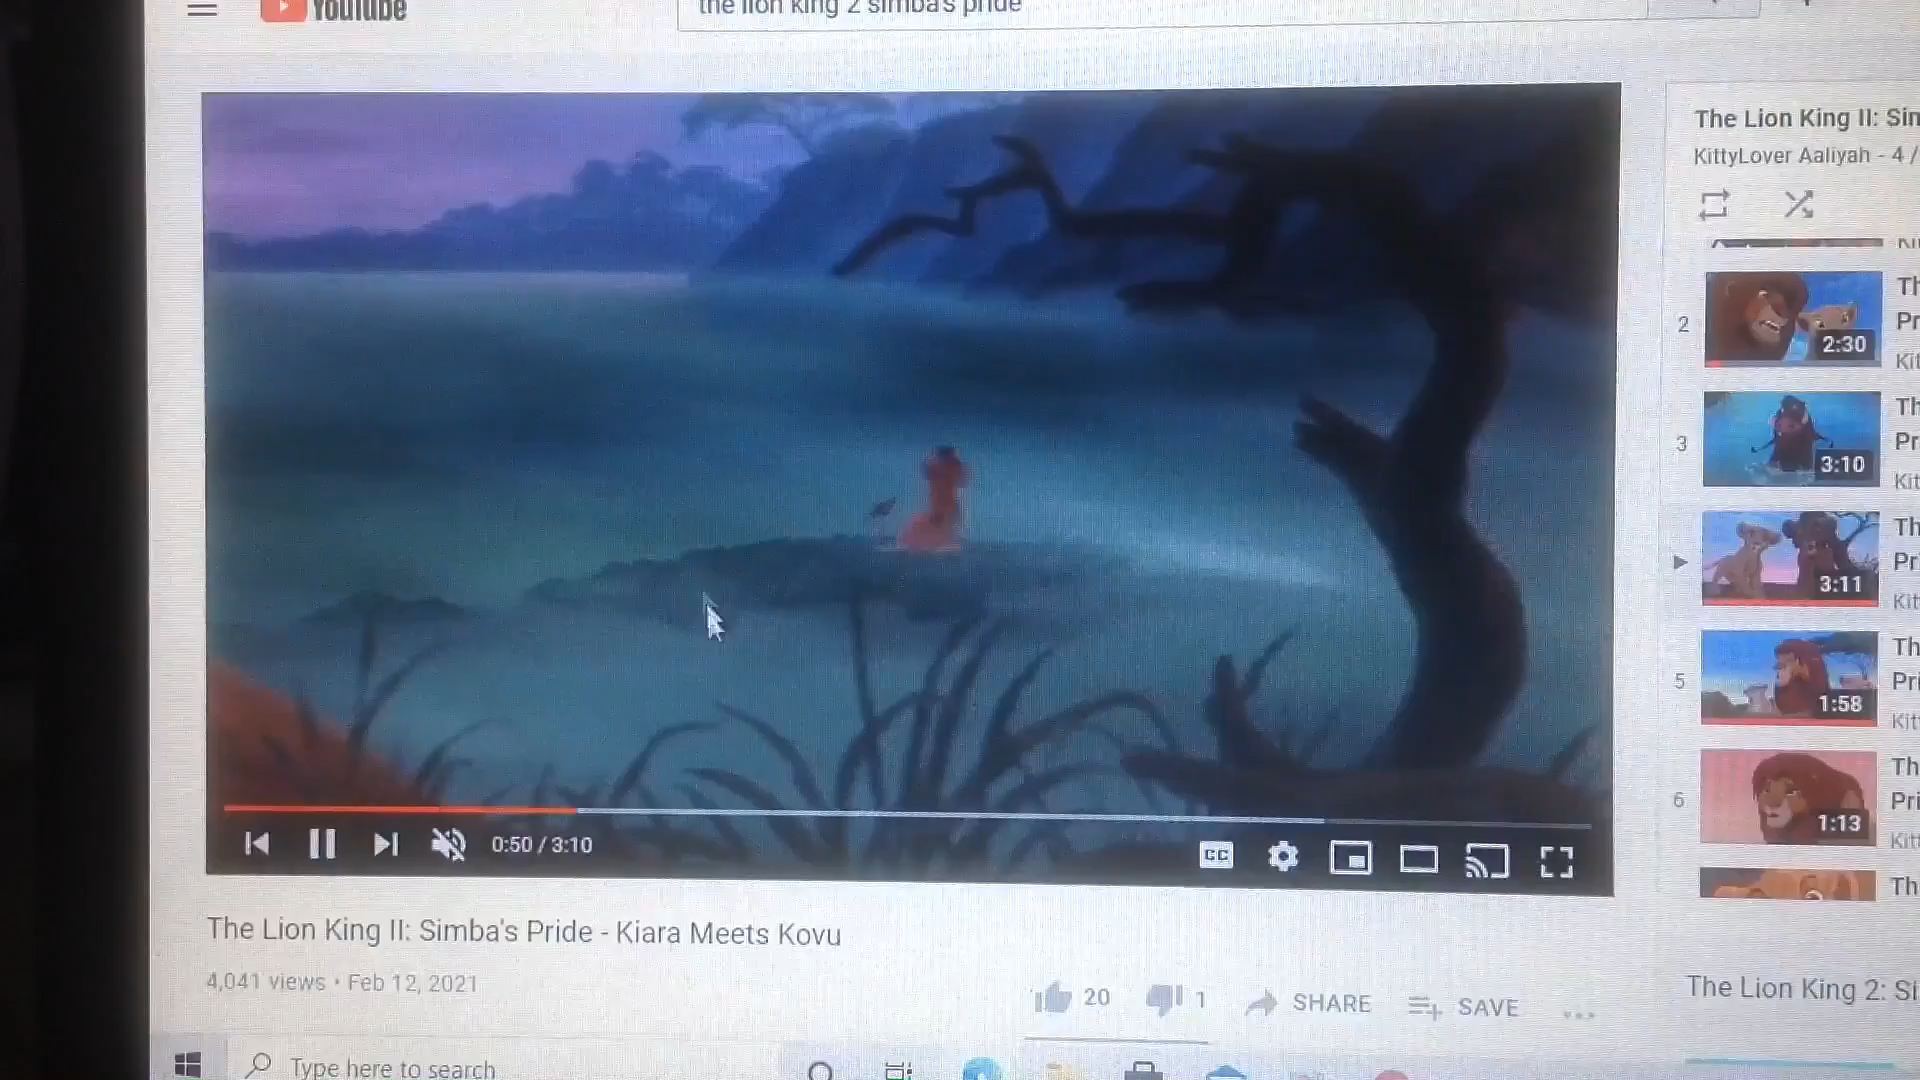 YouTube
the lion king 2 simba's pride
The Lion King II: Sim
KittyLover Aaliyah - 4 /
2
2:30
Th
Pr
Kit
3
3:10
Th
Pr
Kit
3:11
Th
Pr
Kit
5
1:58
Th
Pri
Kit
6
1:13
Th
Pri
Kit
Th
0:50 / 3:10
CC
The Lion King II: Simba's Pride - Kiara Meets Kovu
4,041 views • Feb 12, 2021
20
1
SHARE
SAVE
The Lion King 2: Si
Type here to search